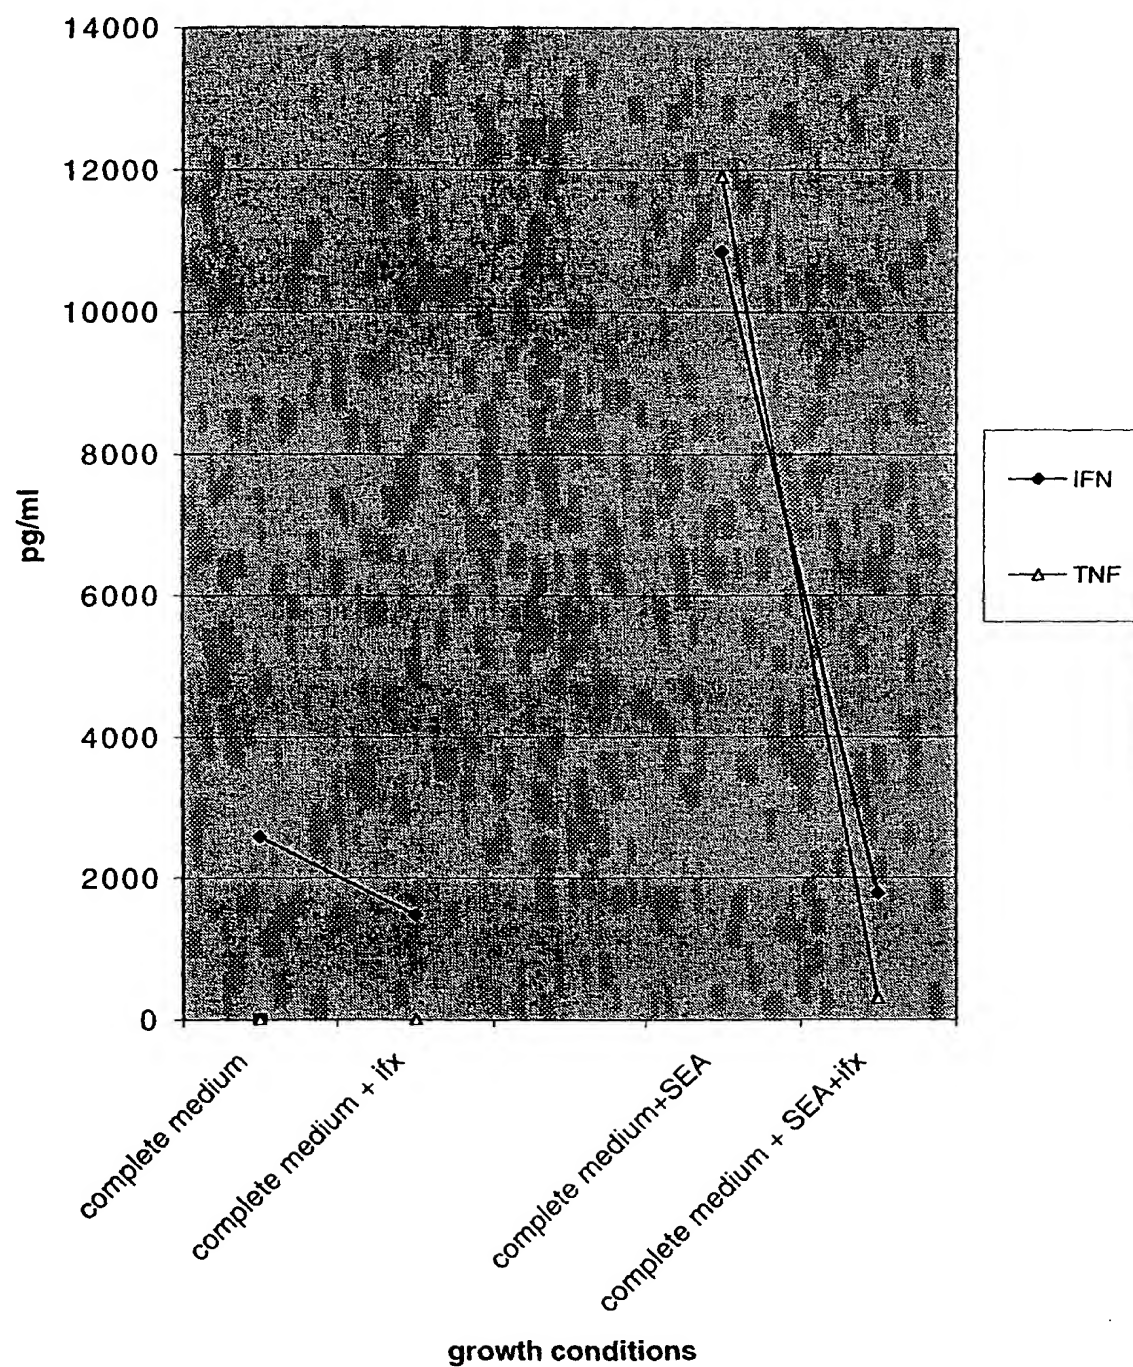 14000
12000
10000
8000
6000
4000
2000
0
pg/ml
IFN
TNF
complete medium
complete medium + ifx
complete medium+SEA
complete medium + SEA+ifx
growth conditions